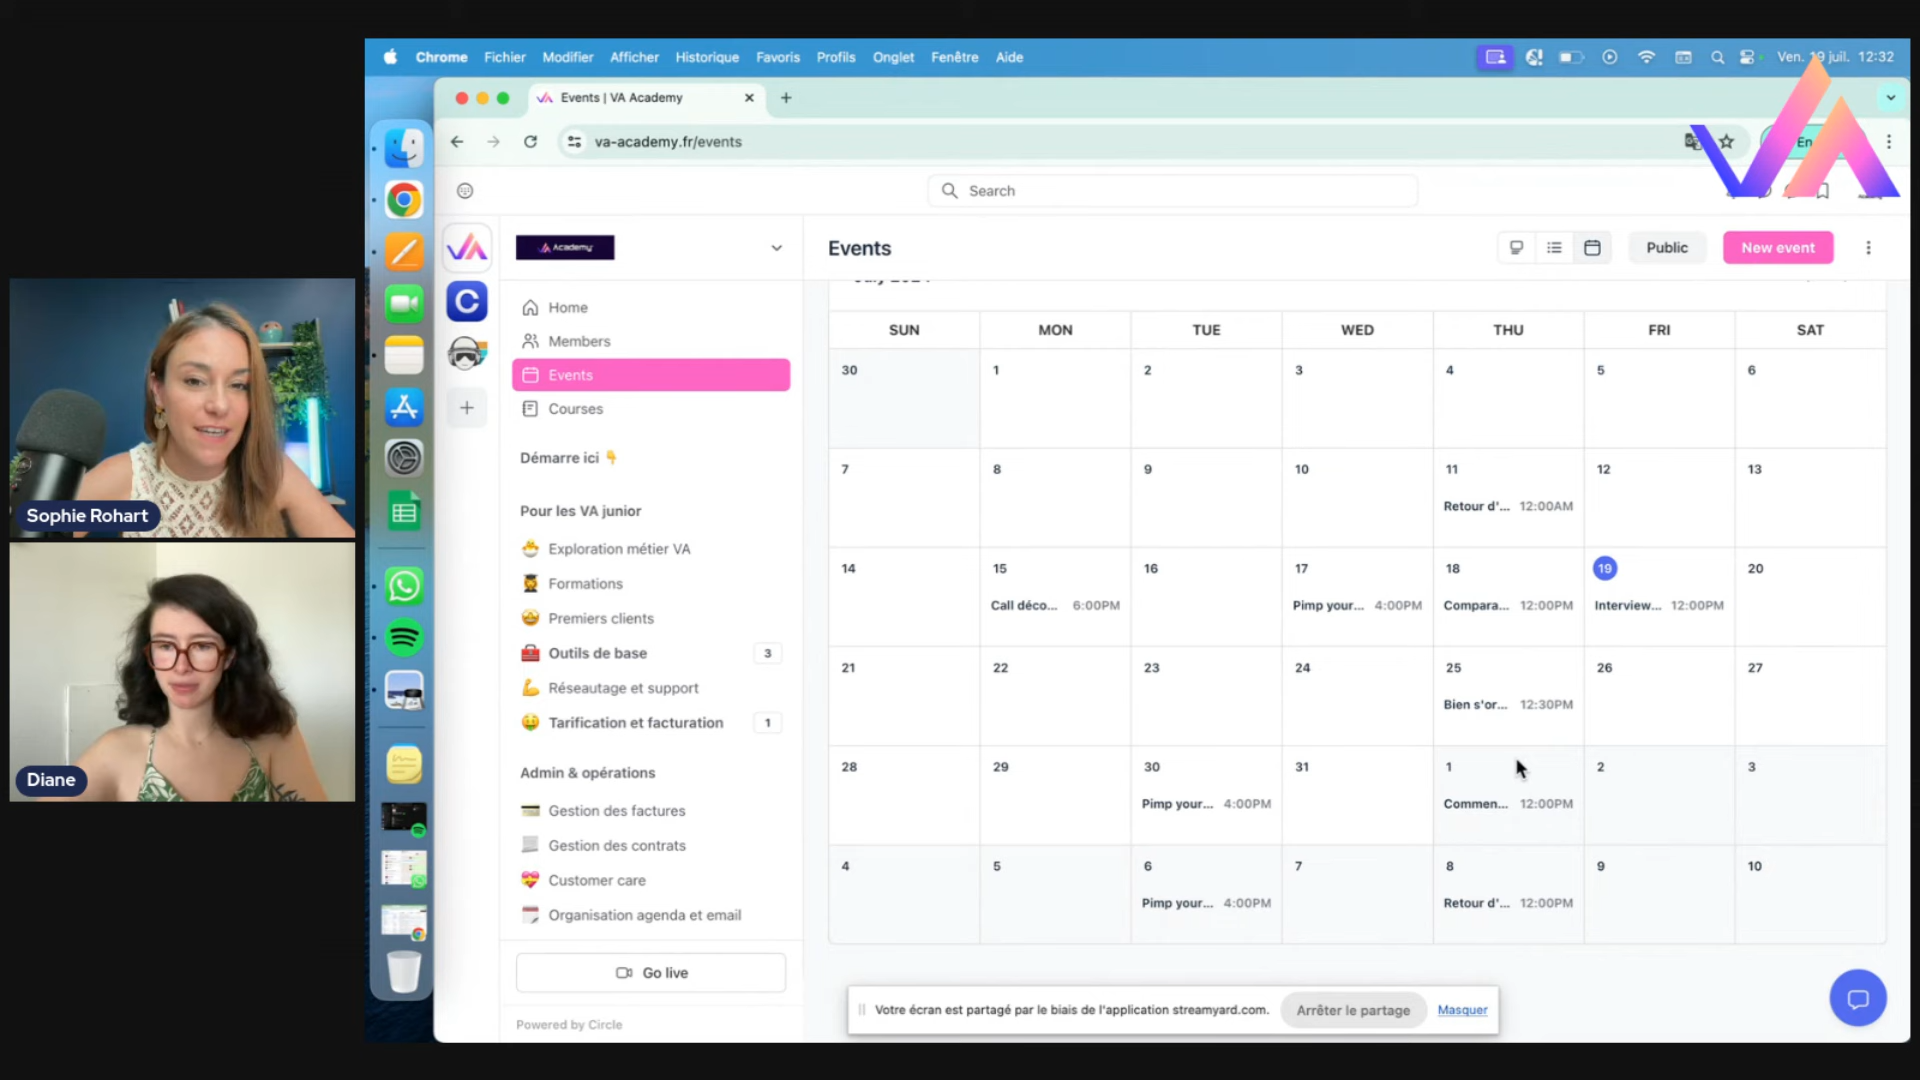 Chrome Fichier Modifier Afficher Historique Favoris Profils Onglet Fenêtre Aide
Ven. 19 juil. 12:32
Events | VA Academy
va-academy.fr/events
Search
Academy
Events
Public
New event
Home
Members
Events
Courses
Démarre ici 👇
Pour les VA junior
Exploration métier VA
Formations
Premiers clients
Outils de base 3
Réseautage et support
Tarification et facturation 1
Admin & opérations
Gestion des factures
Gestion des contrats
Customer care
Organisation agenda et email
Go live
Powered by Circle
SUN MON TUE WED THU FRI SAT
30 1 2 3 4 5 6
7 8 9 10 11 12 13
Retour d'... 12:00AM
14 15 16 17 18 19 20
Call déco... 6:00PM Pimp your... 4:00PM Compara... 12:00PM Interview... 12:00PM
21 22 23 24 25 26 27
Bien s'or... 12:30PM
28 29 30 31 1 2 3
Pimp your... 4:00PM Commen... 12:00PM
4 5 6 7 8 9 10
Pimp your... 4:00PM Retour d'... 12:00PM
Votre écran est partagé par le biais de l'application streamyard.com. Arrêter le partage Masquer
Sophie Rohart
Diane